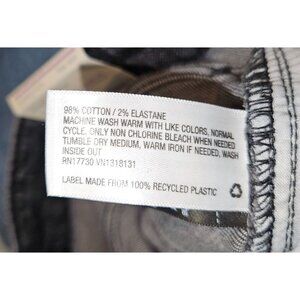 98% COTTON / 2% ELASTANE
MACHINE WASH WARM WITH LIKE COLORS, NORMAL
CYCLE, ONLY NON CHLORINE BLEACH WHEN NEEDED
TUMBLE DRY MEDIUM, WARM IRON IF NEEDED, WASH
INSIDE OUT
RN17730 VN1318131
LABEL MADE FROM 100% RECYCLED PLASTIC